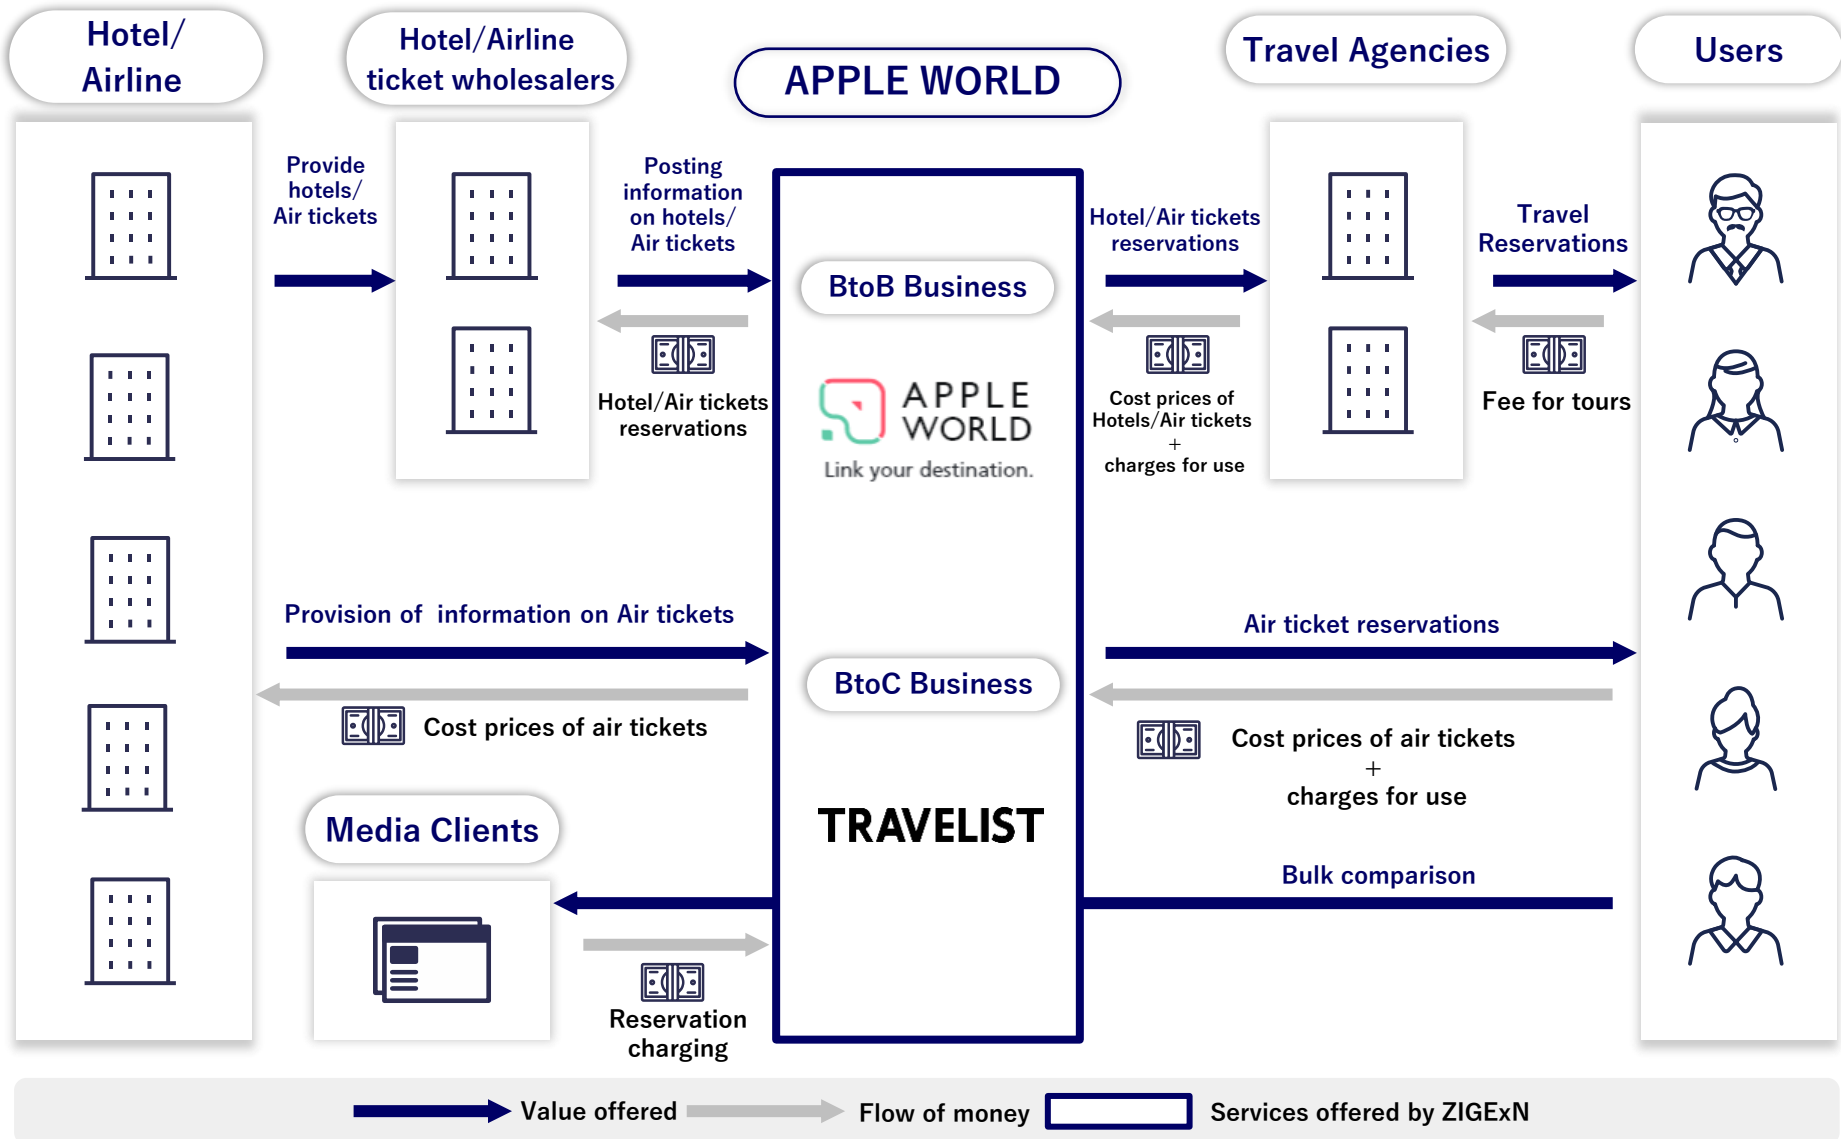 Hotel/
Airline
Hotel/Airline
ticket wholesalers
APPLE WORLD
Travel Agencies
Users
Provide
hotels/
Air tickets
Posting
information
on hotels/
Air tickets
Hotel/Air tickets
reservations
Travel
Reservations
BtoB Business
Hotel/Air tickets
reservations
APPLE
WORLD
Link your destination.
Cost prices of
Hotels/Air tickets
+
charges for use
Fee for tours
Provision of information on Air tickets
Air ticket reservations
BtoC Business
Cost prices of air tickets
Cost prices of air tickets
+
charges for use
Media Clients
TRAVELIST
Bulk comparison
Reservation
charging
Value offered
Flow of money
Services offered by ZIGExN